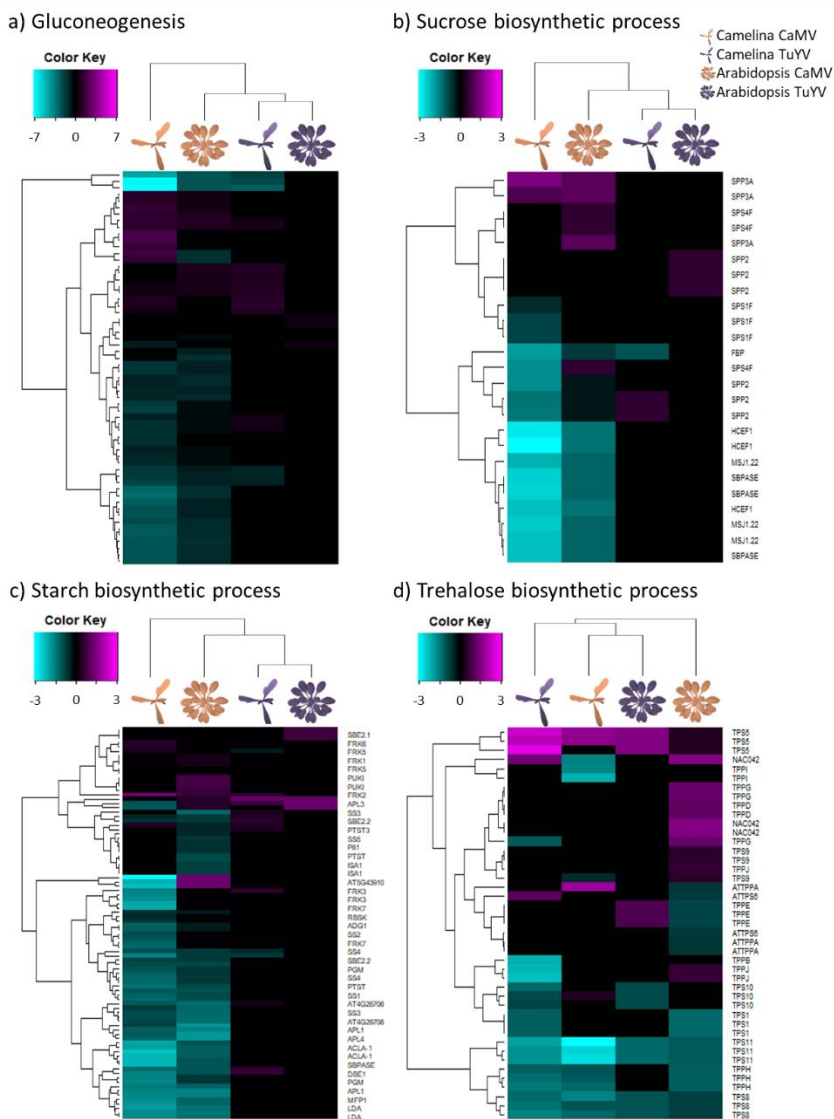 a) Gluconeogenesis
Color Key
-7 0 7
b) Sucrose biosynthetic process
Color Key
-3 0 3
Camelina CaMV
Camelina TuYV
Arabidopsis CaMV
Arabidopsis TuYV
SPP3A
SPP3A
SPS4F
SPS4F
SPP3A
SPP2
SPP2
SPP2
SPS1F
SPS1F
SPS1F
FBP
SPS4F
SPP2
SPP2
SPP2
HCEF1
HCEF1
MSJ1.22
SBPASE
SBPASE
HCEF1
MSJ1.22
MSJ1.22
SBPASE
c) Starch biosynthetic process
Color Key
-3 0 3
SBE2.1
FRK6
FRK5
FRK1
FRK5
PUKI
PUKI
FRK2
APL3
SS3
SBE2.2
PTST3
SS5
PII1
PTST
ISA1
ISA1
AT5G43910
FRK3
FRK3
FRK7
RBSK
ADG1
SS2
FRK7
SS4
SBE2.2
PGM
SS4
PTST
SS1
AT4G26706
SS3
AT4G26706
APL1
APL4
ACLA-1
ACLA-1
SBPASE
DBE1
PGM
APL1
MFP1
LDA
LDA
d) Trehalose biosynthetic process
Color Key
-3 0 3
TPS5
TPS5
TPS5
NAC042
TPPI
TPPI
TPPG
TPPG
TPPD
TPPD
NAC042
NAC042
TPPG
TPS9
TPS9
TPPJ
TPS9
ATTPPA
ATTPS6
TPPE
TPPE
TPPE
ATTPS6
ATTPPA
ATTPPA
TPPB
TPPJ
TPPJ
TPS10
TPS10
TPS10
TPS1
TPS1
TPS1
TPS11
TPS11
TPS11
TPPH
TPPH
TPPH
TPS8
TPS8
TPS8